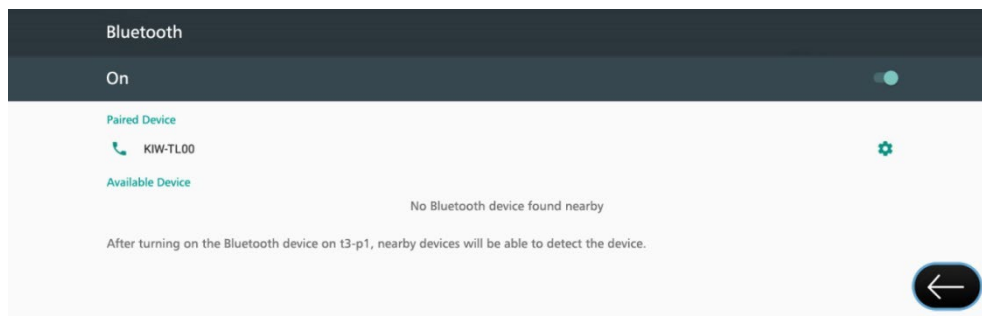 Bluetooth
On
Paired Device
KIW-TL00
Available Device
No Bluetooth device found nearby
After turning on the Bluetooth device on t3-p1, nearby devices will be able to detect the device.